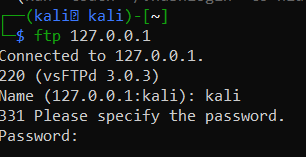 ┌──(kali㉿ kali)-[~]
└─$ ftp 127.0.0.1
Connected to 127.0.0.1.
220 (vsFTPd 3.0.3)
Name (127.0.0.1:kali): kali
331 Please specify the password.
Password: